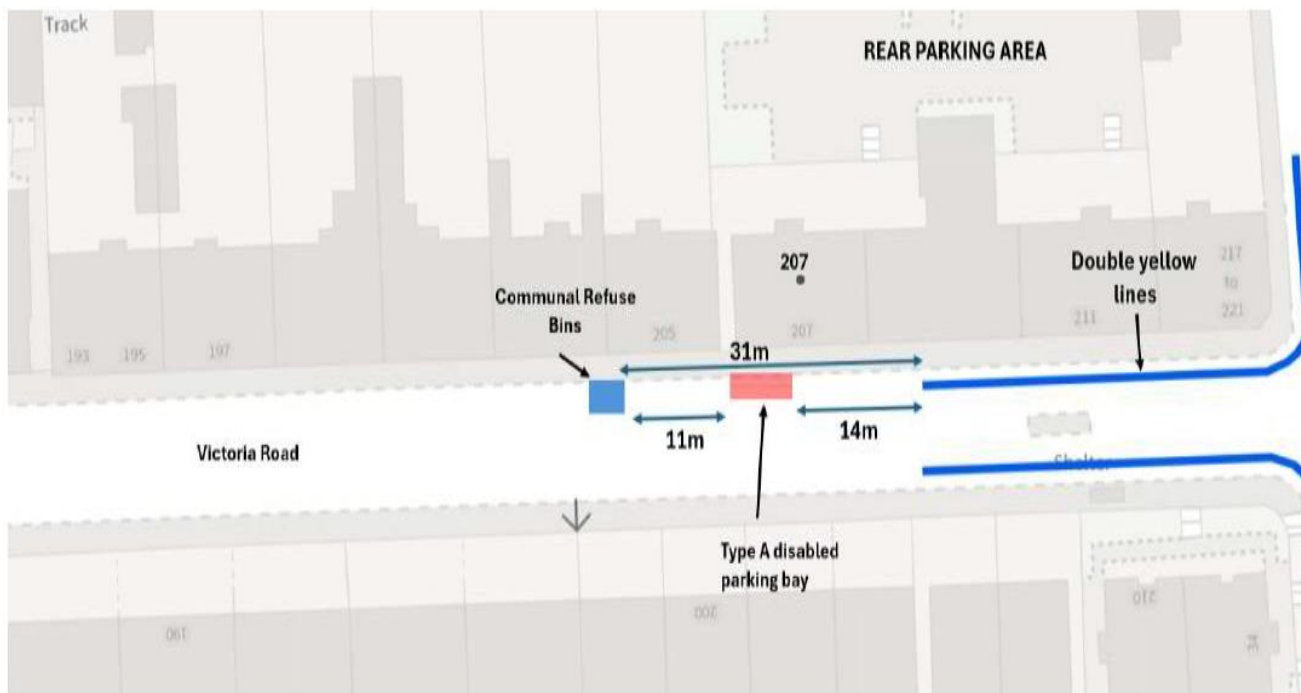 Track
REAR PARKING AREA
207
Double yellow
lines
217
to
221
Communal Refuse
Bins
193
195
197
205
207
211
31m
11m
14m
Victoria Road
Shelter
Type A disabled
parking bay
190
200
210
34